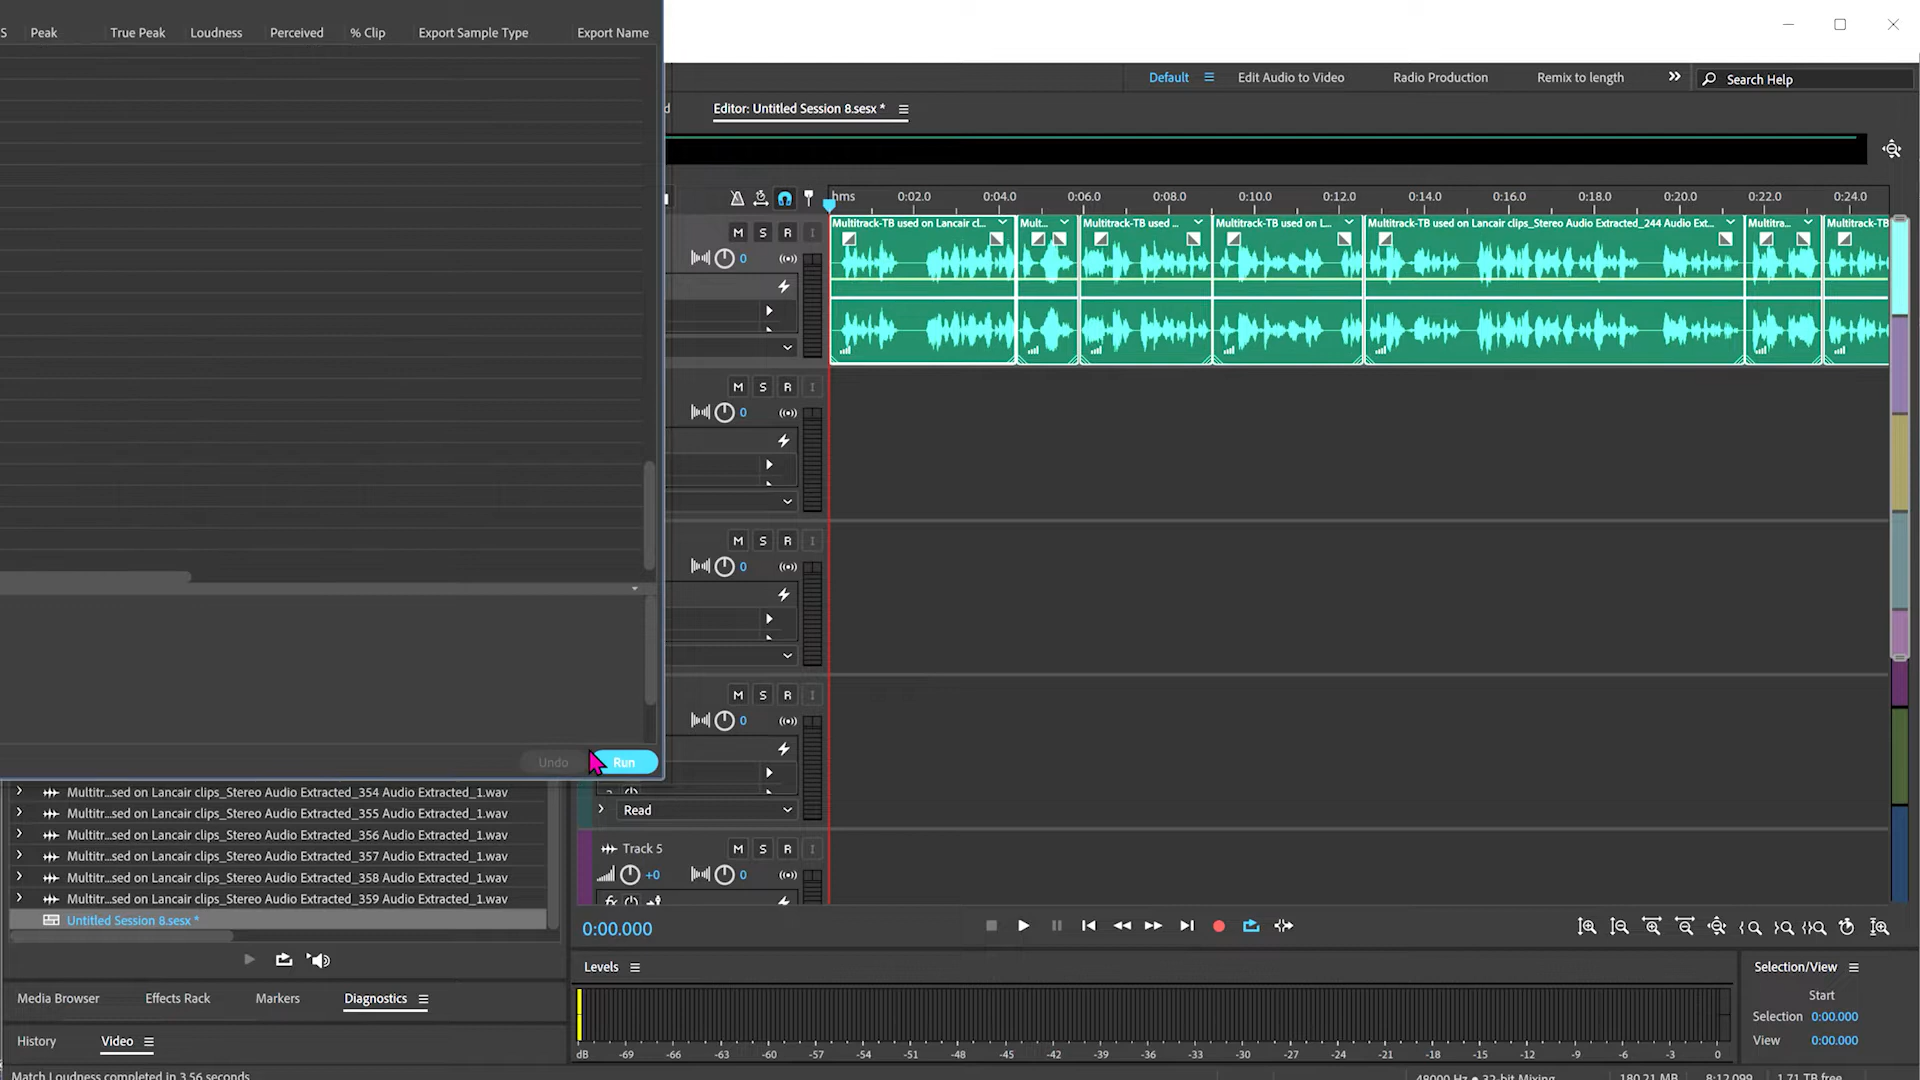 S Peak True Peak Loudness Perceived % Clip Export Sample Type Export Name
Default Edit Audio to Video Radio Production Remix to length Search Help
Editor: Untitled Session 8.sesx *
hms 0:02.0 0:04.0 0:06.0 0:08.0 0:10.0 0:12.0 0:14.0 0:16.0 0:18.0 0:20.0 0:22.0 0:24.0
Multitrack-TB used on Lancair cl... Mult... Multitrack-TB used ... Multitrack-TB used on L... Multitrack-TB used on Lancair clips_Stereo Audio Extracted_244 Audio Ext... Multitra... Multitrack-TB
M S R I
0
M S R I
0
M S R I
0
M S R I
0
Undo Run
Read
Track 5 M S R I
+0 0
fx
Multitr...sed on Lancair clips_Stereo Audio Extracted_354 Audio Extracted_1.wav
Multitr...sed on Lancair clips_Stereo Audio Extracted_355 Audio Extracted_1.wav
Multitr...sed on Lancair clips_Stereo Audio Extracted_356 Audio Extracted_1.wav
Multitr...sed on Lancair clips_Stereo Audio Extracted_357 Audio Extracted_1.wav
Multitr...sed on Lancair clips_Stereo Audio Extracted_358 Audio Extracted_1.wav
Multitr...sed on Lancair clips_Stereo Audio Extracted_359 Audio Extracted_1.wav
Untitled Session 8.sesx *
0:00.000
Levels
Media Browser Effects Rack Markers Diagnostics
History Video
dB -69 -66 -63 -60 -57 -54 -51 -48 -45 -42 -39 -36 -33 -30 -27 -24 -21 -18 -15 -12 -9 -6 -3 0
Selection/View
Start
Selection 0:00.000
View 0:00.000
Match Loudness completed in 3.56 seconds
48000 Hz • 32-bit Mixing 180.21 MB 8:12.099 1.71 TB free